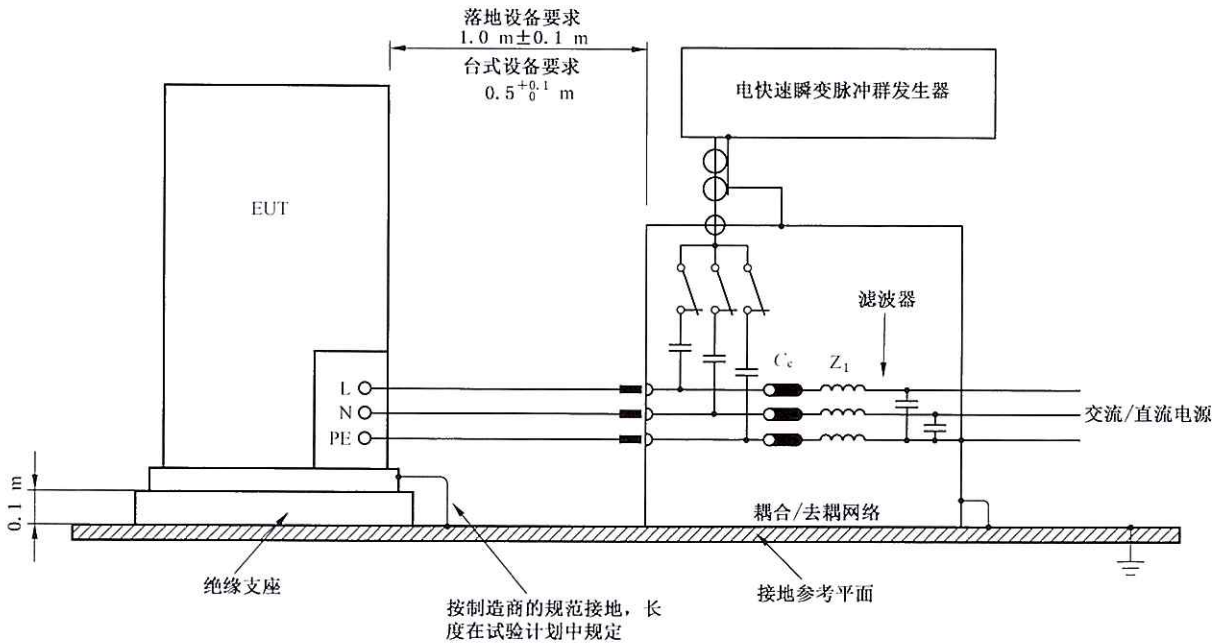 落地设备要求
1.0 m±0.1 m
台式设备要求
0.5 +0.1 0 m
电快速瞬变脉冲群发生器
EUT
滤波器
Cc
Z1
L
N
PE
交流/直流电源
0.1 m
耦合/去耦网络
绝缘支座
接地参考平面
按制造商的规范接地，长
度在试验计划中规定